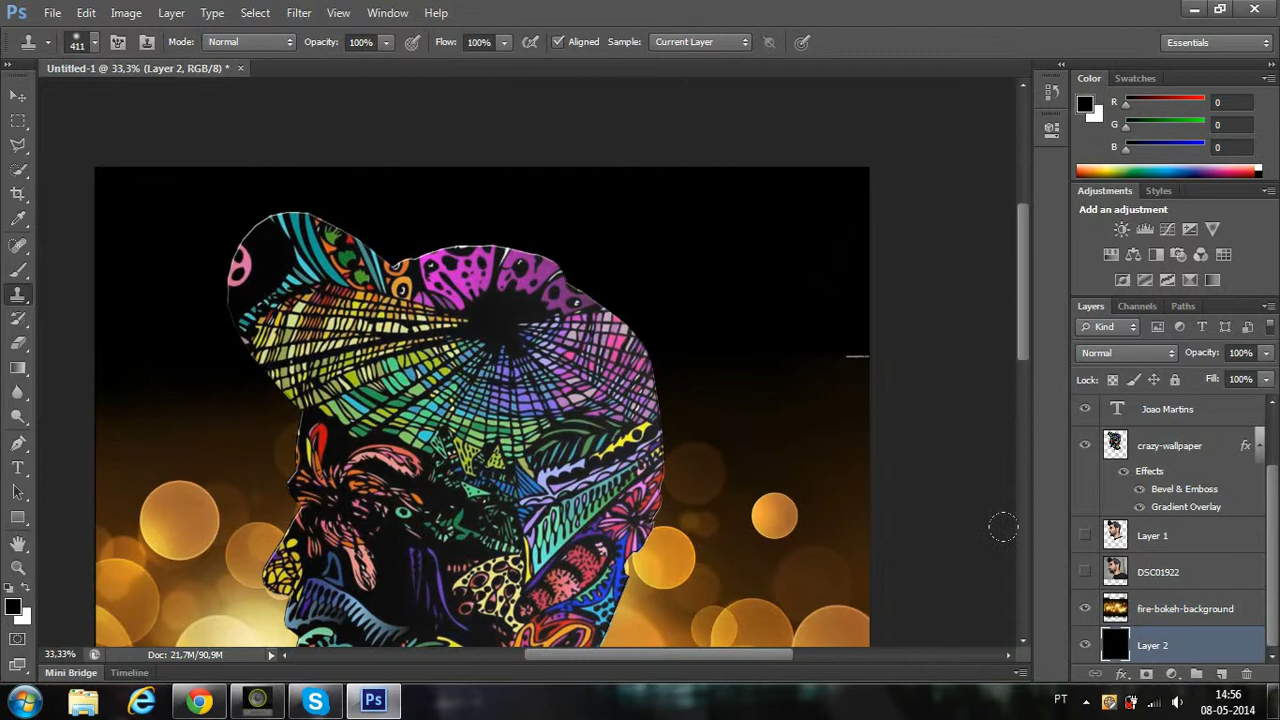 Ps File Edit Image Layer Type Select Filter View Window Help
411 Mode: Normal Opacity: 100% Flow: 100% Aligned Sample: Current Layer Essentials
Untitled-1 @ 33,3% (Layer 2, RGB/8) * ×
Color Swatches
R 0
G 0
B 0
Adjustments Styles
Add an adjustment
Layers Channels Paths
Kind
Normal Opacity: 100%
Lock: Fill: 100%
T Joao Martins
crazy-wallpaper fx
Effects
Bevel & Emboss
Gradient Overlay
Layer 1
DSC01922
fire-bokeh-background
Layer 2
33,33% Doc: 21,7M/90,9M
Mini Bridge Timeline
Ps PT 14:56
08-05-2014